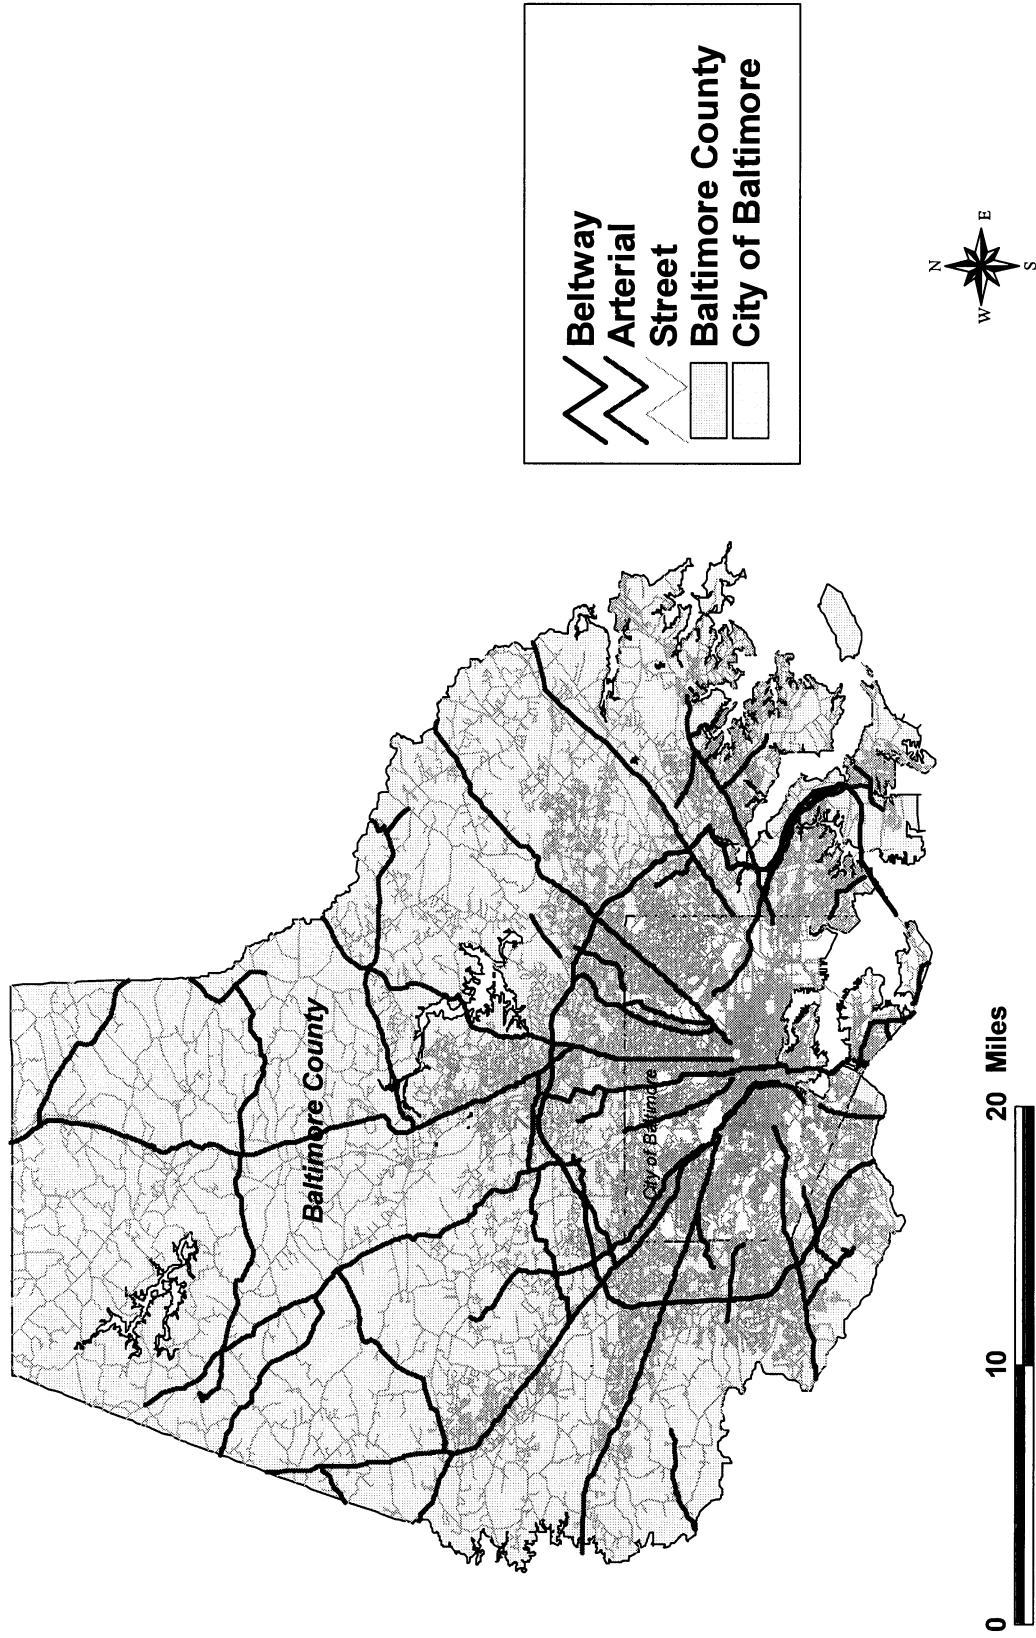 Beltway
Arterial
Street
Baltimore County
City of Baltimore
N
W
E
S
Baltimore County
City of Baltimore
0
10
20 Miles